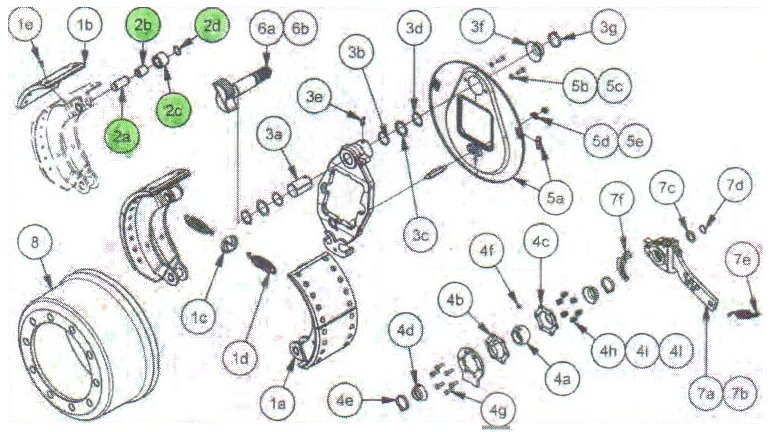 1e 1b 2b 2d 6a 6b 3d 3f 3g
3b
3e 5b 5c
2a 2c
3a 5d 5e
3c 5a 7f 7c 7d
8
4f 4c 7e
1c 1d 4b
4d 4h 4i 4l
4a
1a 4e 4g 7a 7b